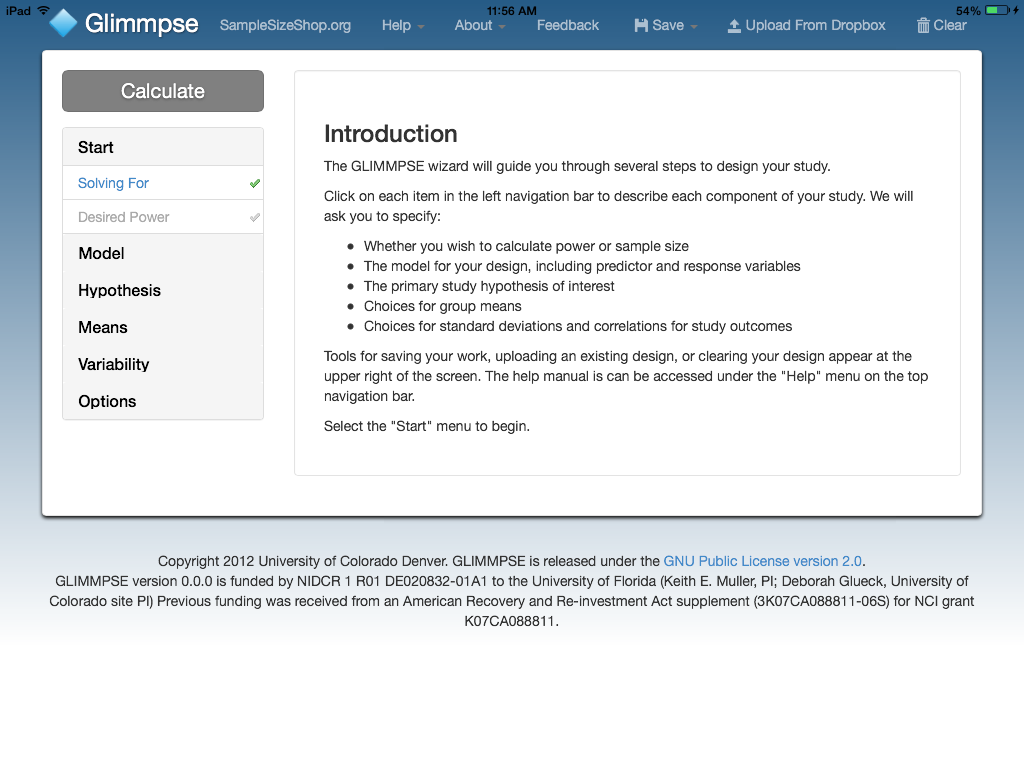 iPad 11:56 AM 54%
Glimmpse SampleSizeShop.org Help About Feedback Save Upload From Dropbox Clear
Calculate
Start
Solving For
Desired Power
Model
Hypothesis
Means
Variability
Options
Introduction
The GLIMMPSE wizard will guide you through several steps to design your study.
Click on each item in the left navigation bar to describe each component of your study. We will
ask you to specify:
• Whether you wish to calculate power or sample size
• The model for your design, including predictor and response variables
• The primary study hypothesis of interest
• Choices for group means
• Choices for standard deviations and correlations for study outcomes
Tools for saving your work, uploading an existing design, or clearing your design appear at the
upper right of the screen. The help manual is can be accessed under the "Help" menu on the top
navigation bar.
Select the "Start" menu to begin.
Copyright 2012 University of Colorado Denver. GLIMMPSE is released under the GNU Public License version 2.0.
GLIMMPSE version 0.0.0 is funded by NIDCR 1 R01 DE020832-01A1 to the University of Florida (Keith E. Muller, PI; Deborah Glueck, University of
Colorado site PI) Previous funding was received from an American Recovery and Re-investment Act supplement (3K07CA088811-06S) for NCI grant
K07CA088811.